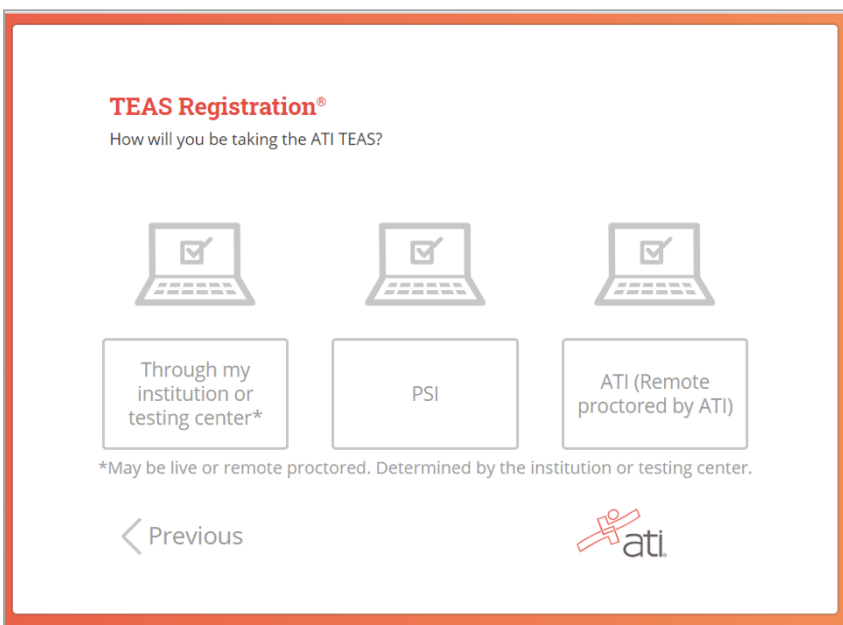 TEAS Registration®
How will you be taking the ATI TEAS?
Through my
institution or
testing center*
PSI
ATI (Remote
proctored by ATI)
*May be live or remote proctored. Determined by the institution or testing center.
Previous
ati